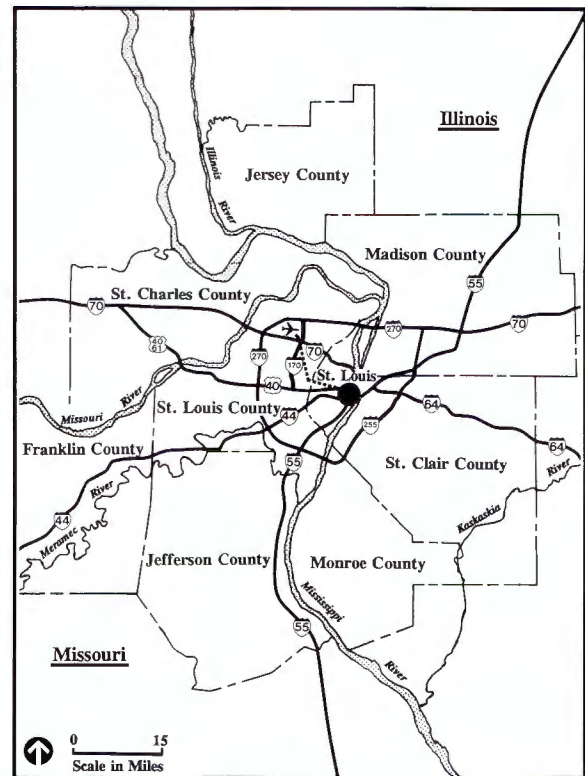 Illinois
Illinois
River
Jersey County
Madison County
55
St. Charles County
70
40
61
270
170
70
270
70
St. Louis
40
Missouri
River
St. Louis County
44
64
255
Franklin County
St. Clair County
64
River
55
Kaskaskia
River
44
Meramec
Jefferson County
Monroe County
Mississippi
55
River
Missouri
0 15
Scale in Miles